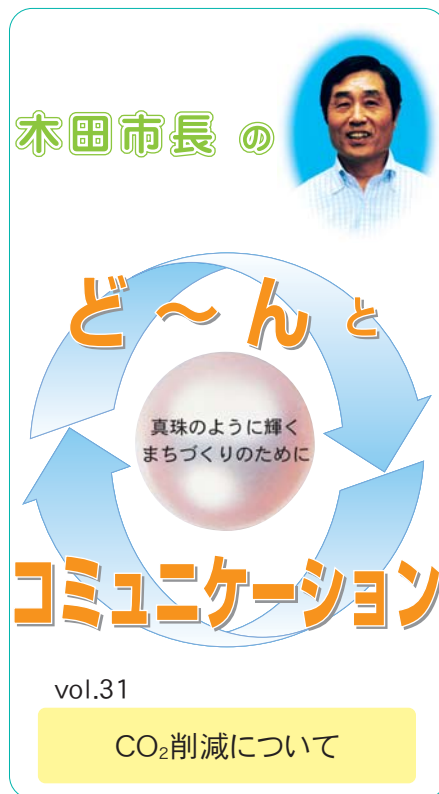 木田市長 の
ど〜ん と
真珠のように輝く
まちづくりのために
コミュニケーション
vol.31
CO₂削減について